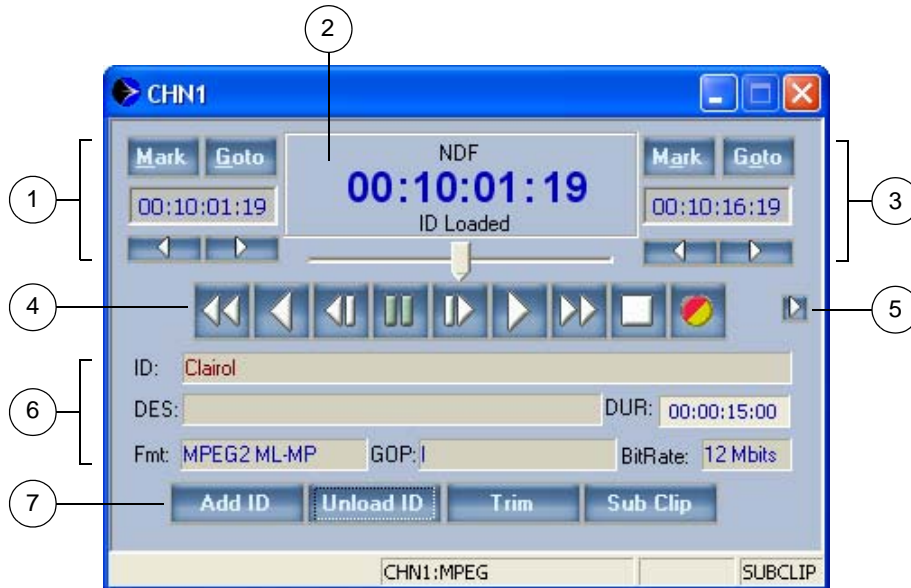 2
CHN1
1
Mark Goto
NDF
Mark Goto
3
00:10:01:19
00:10:01:19
00:10:16:19
ID Loaded
4
5
ID: Clairol
6
DES:
DUR: 00:00:15:00
Fmt: MPEG2 ML-MP GOP: I BitRate: 12 Mbits
7
Add ID Unload ID Trim Sub Clip
CHN1:MPEG SUBCLIP